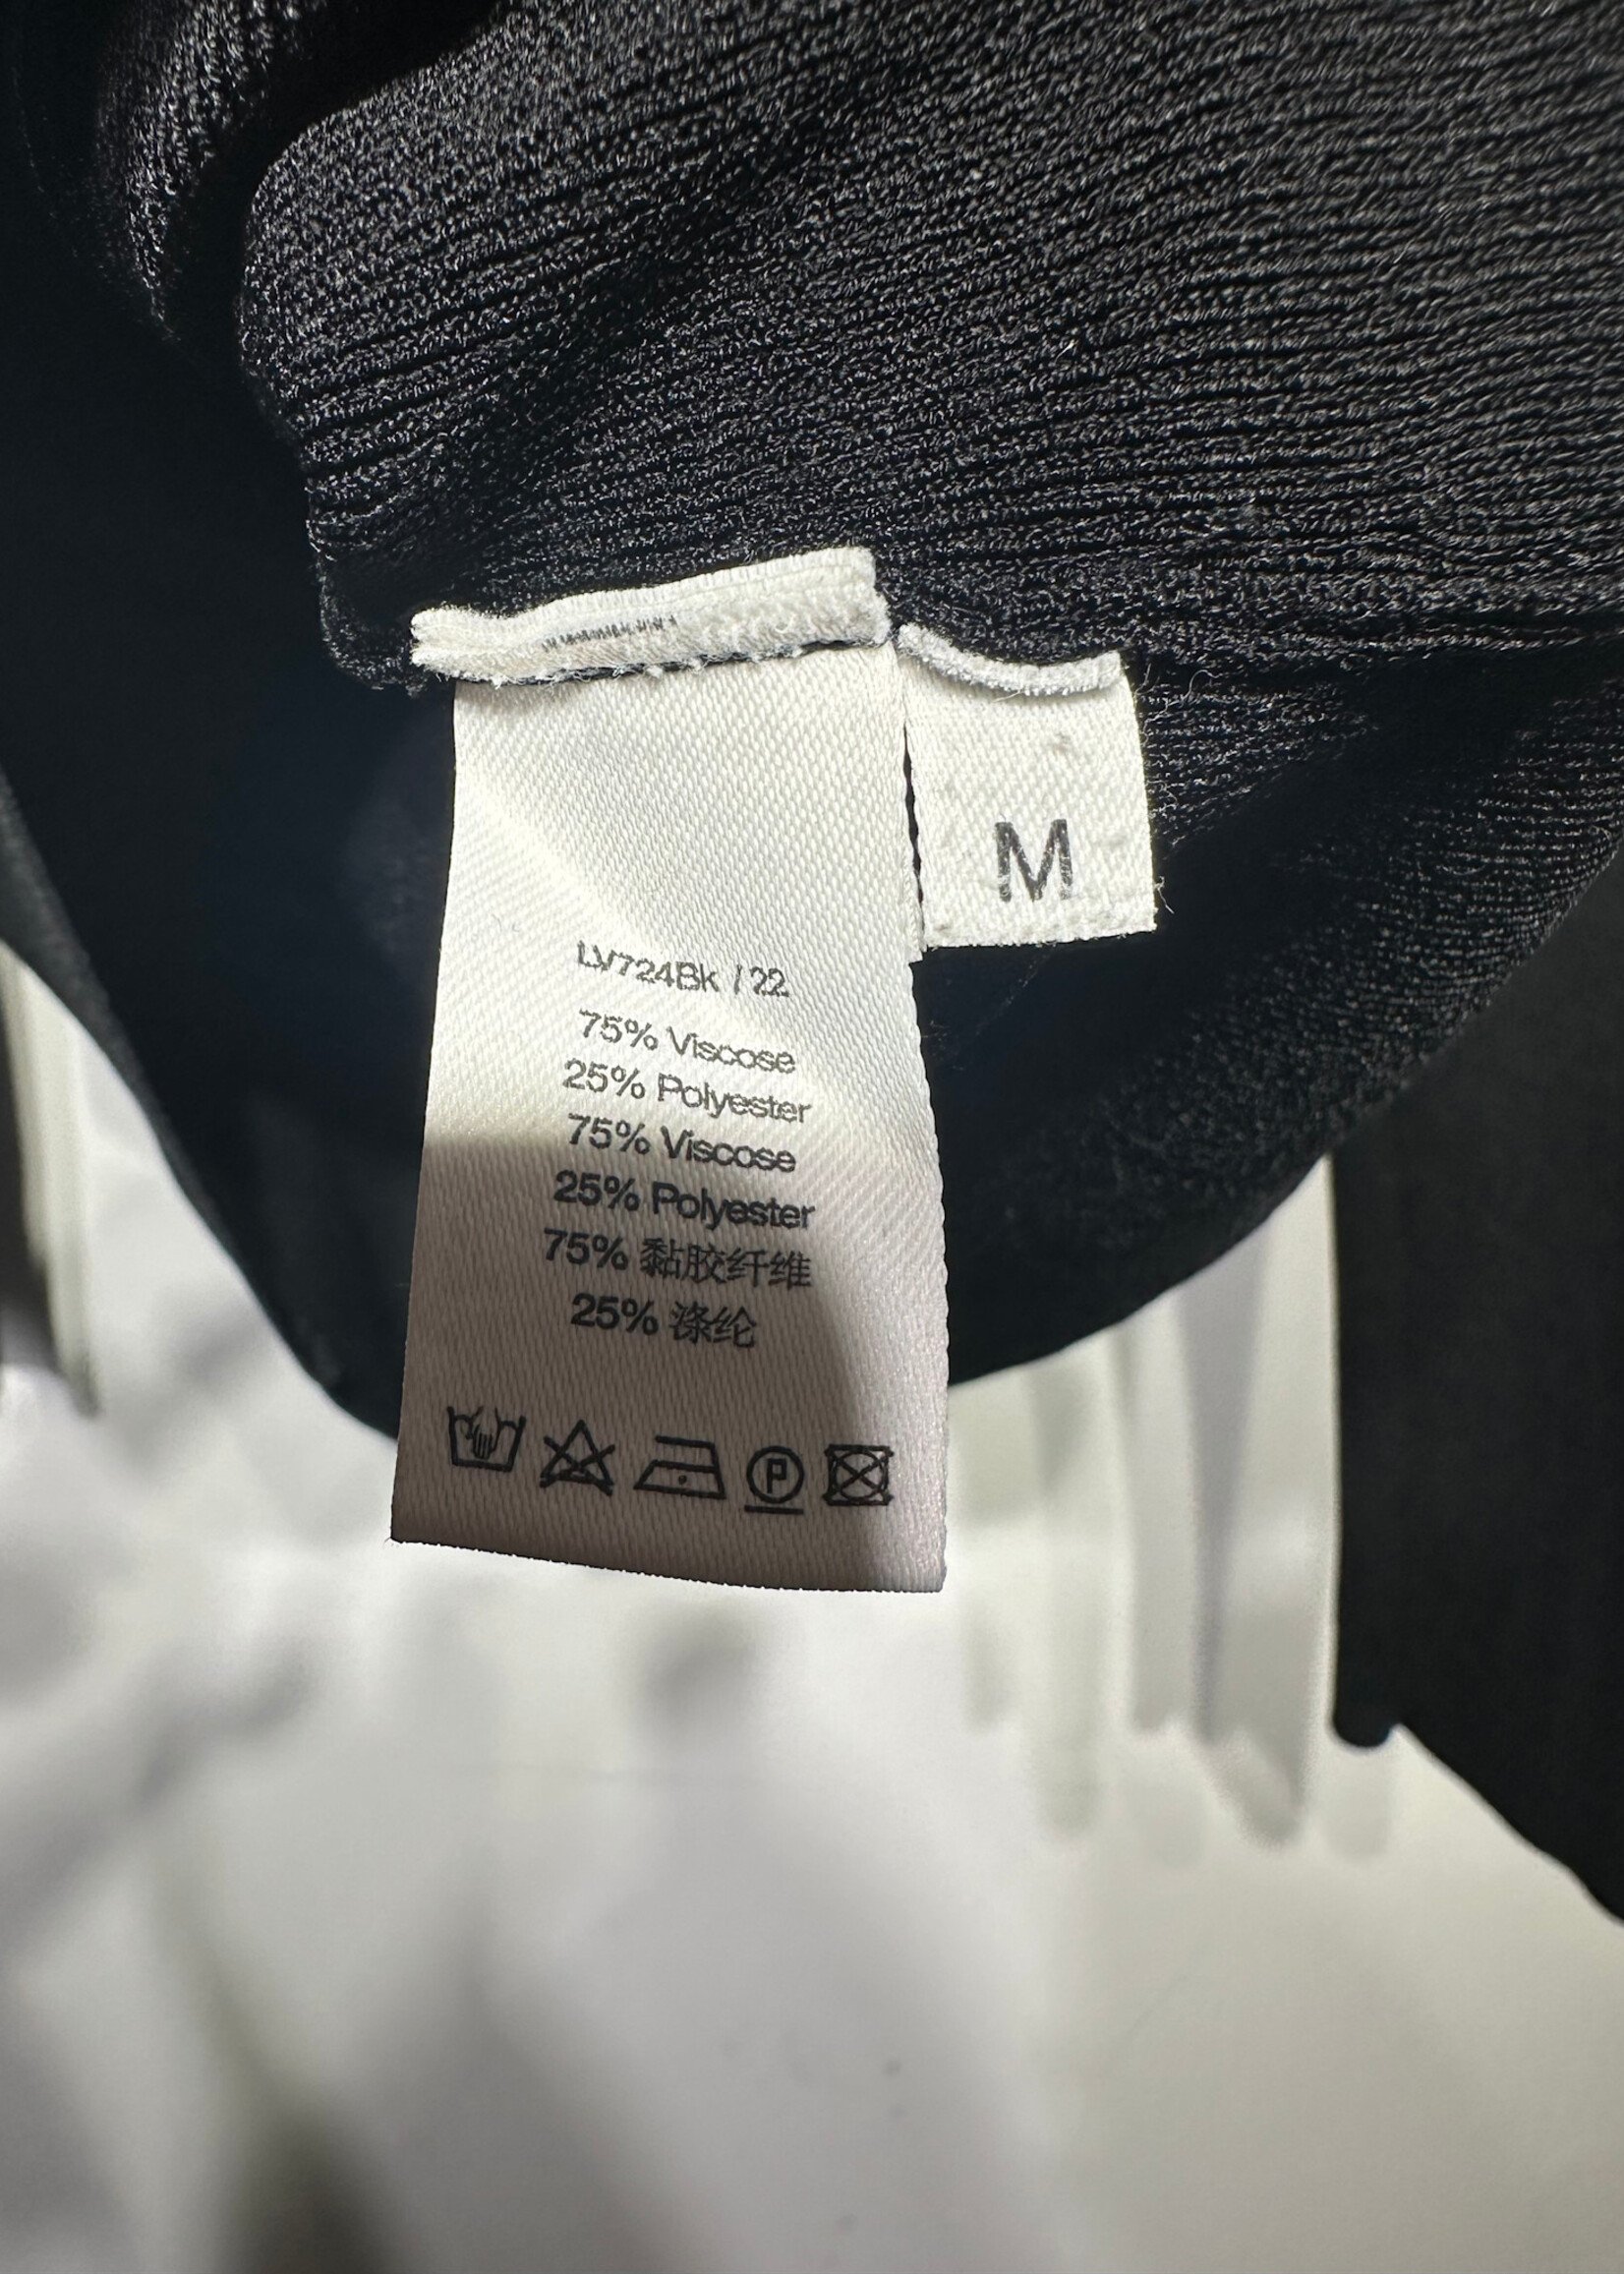 M
LV724Bk / 22
75% Viscose
25% Polyester
75% Viscose
25% Polyester
75% 黏胶纤维
25% 涤纶
P